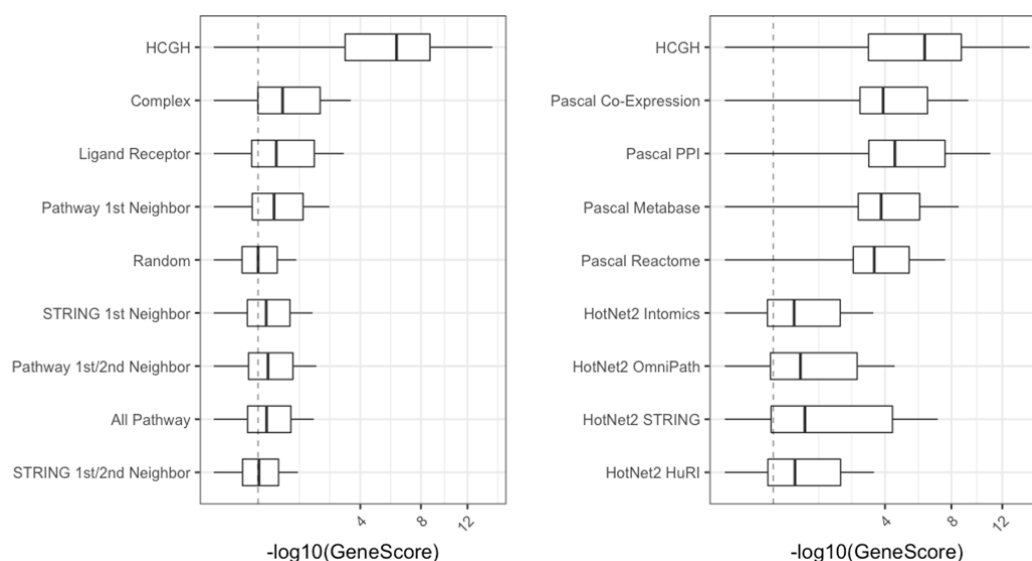 HCGH
Complex
Ligand Receptor
Pathway 1st Neighbor
Random
STRING 1st Neighbor
Pathway 1st/2nd Neighbor
All Pathway
STRING 1st/2nd Neighbor
4
8
12
-log10(GeneScore)
HCGH
Pascal Co-Expression
Pascal PPI
Pascal Metabase
Pascal Reactome
HotNet2 Intomics
HotNet2 OmniPath
HotNet2 STRING
HotNet2 HuRI
4
8
12
-log10(GeneScore)